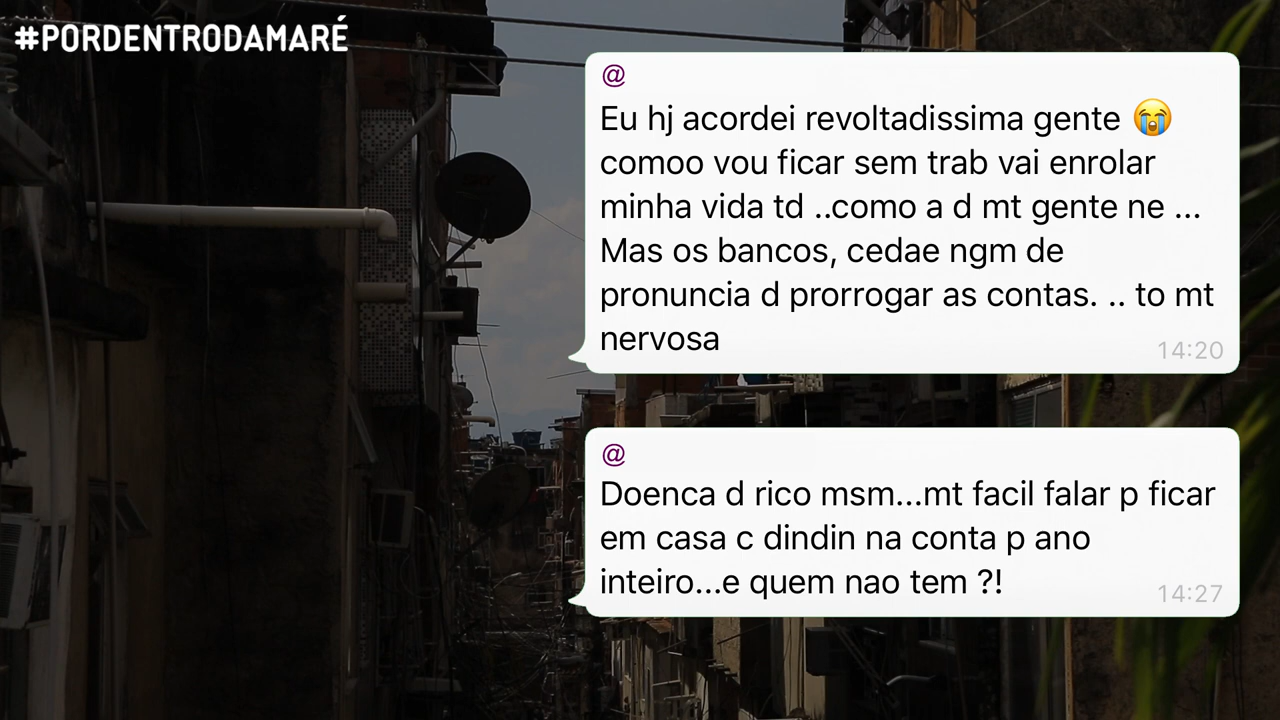 #PORDENTRODAMARÉ
@
Eu hj acordei revoltadissima gente 😭
comoo vou ficar sem trab vai enrolar
minha vida td ..como a d mt gente ne ...
Mas os bancos, cedae ngm de
pronuncia d prorrogar as contas. .. to mt
nervosa
14:20
@
Doenca d rico msm...mt facil falar p ficar
em casa c dindin na conta p ano
inteiro...e quem nao tem ?!
14:27